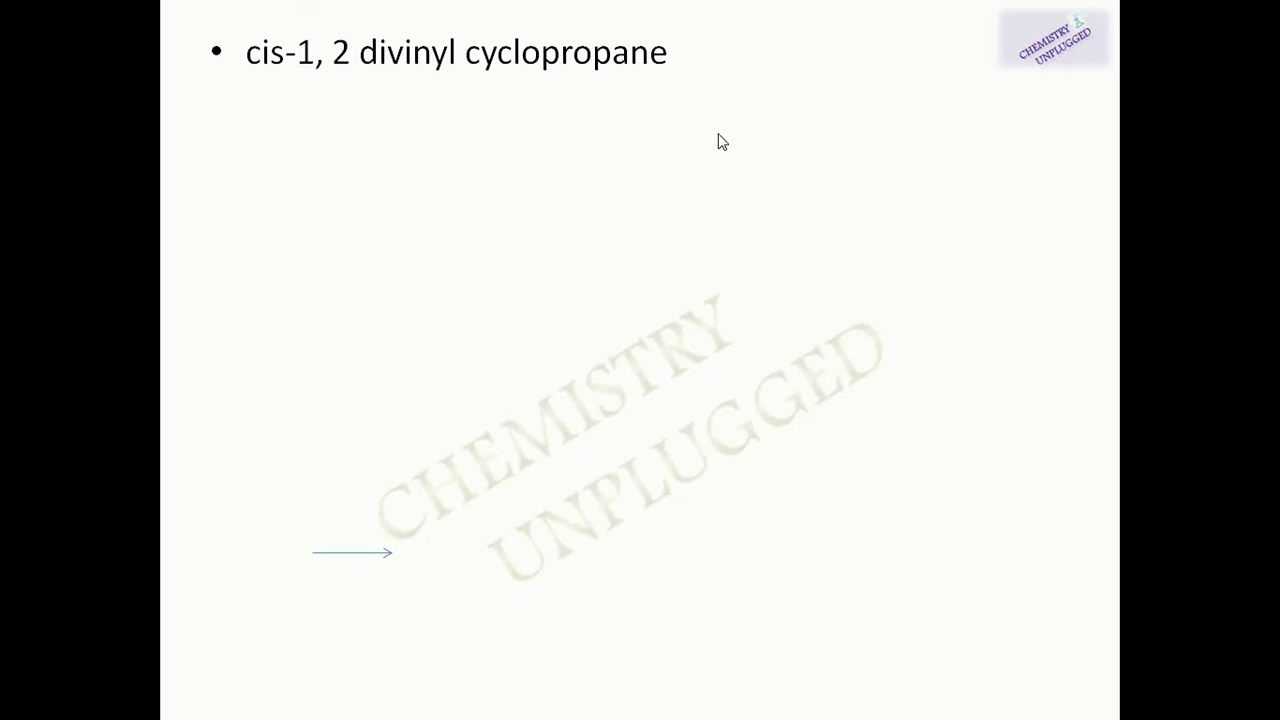 • cis-1, 2 divinyl cyclopropane
CHEMISTRY
UNPLUGGED
CHEMISTRY
UNPLUGGED